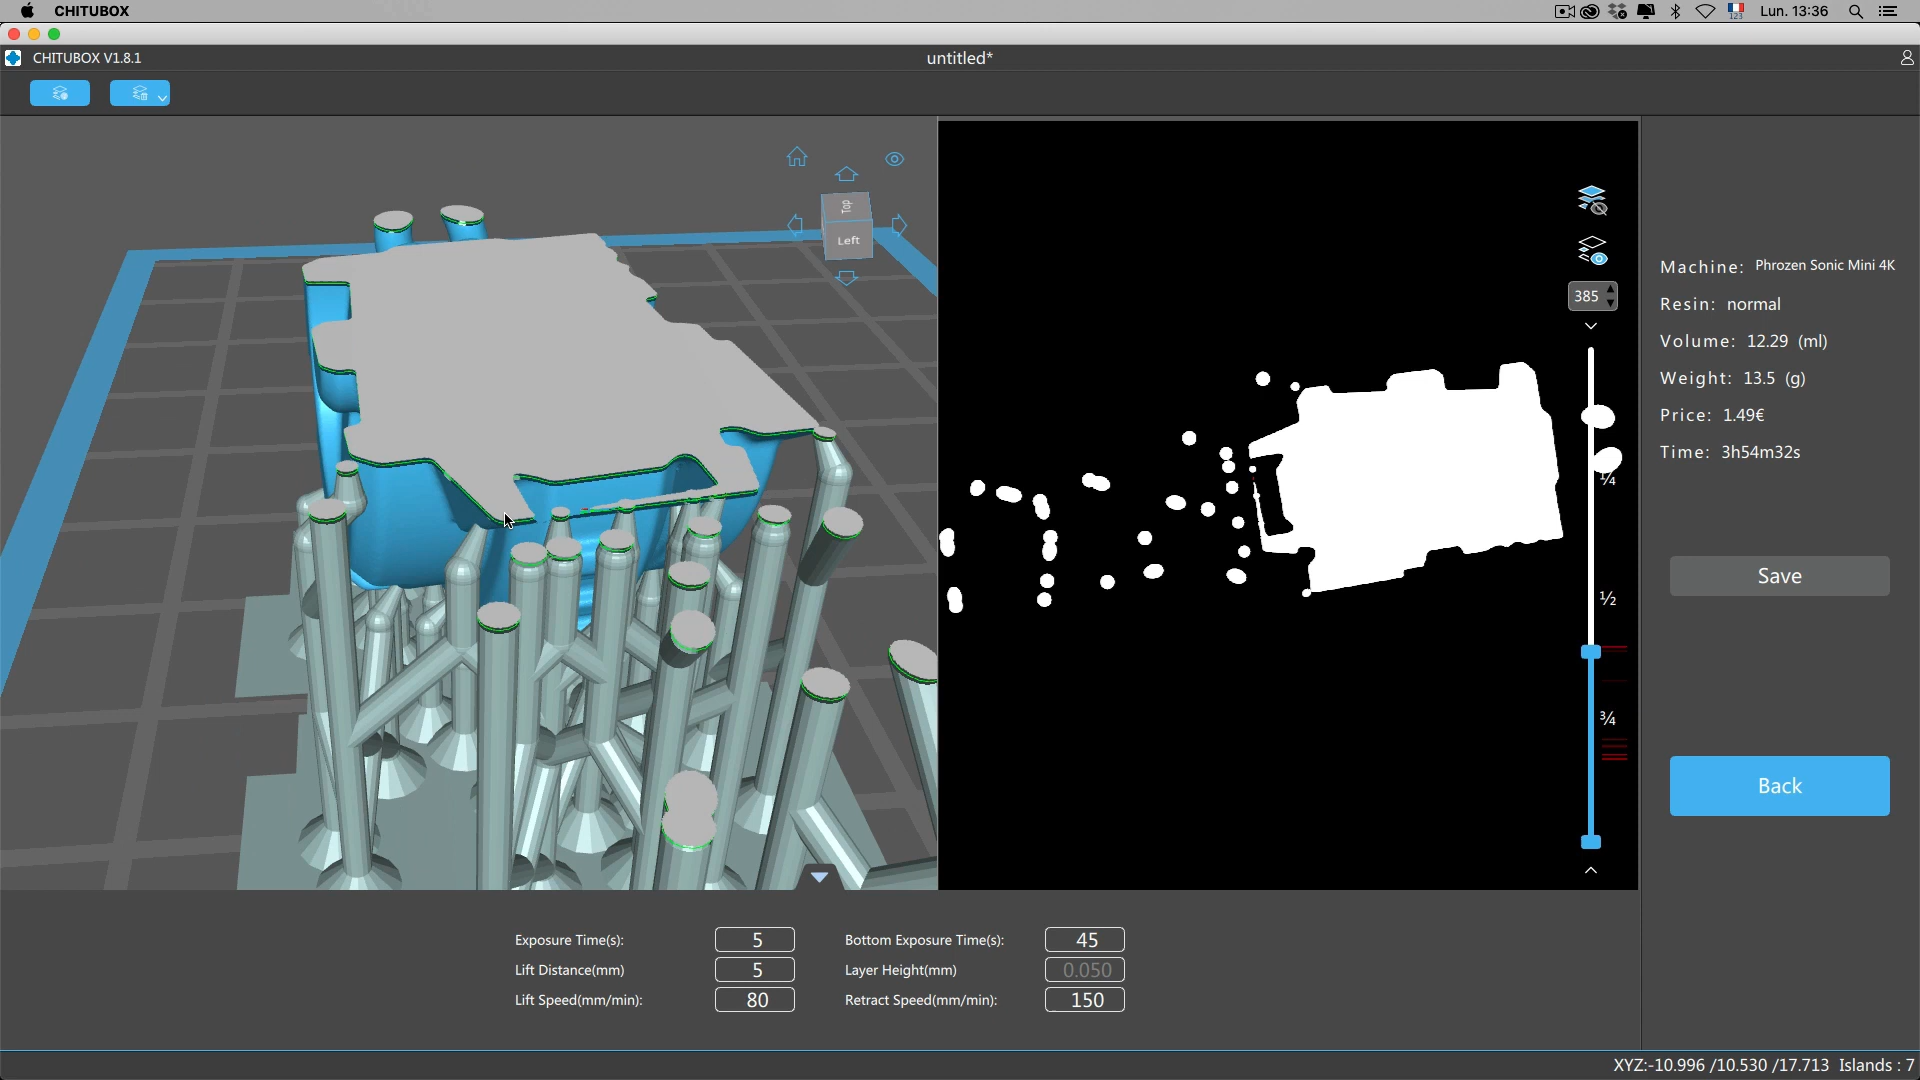 CHITUBOX
123
Lun. 13:36
CHITUBOX V1.8.1
untitled*
Top
Left
385
¼
½
¾
Machine: Phrozen Sonic Mini 4K
Resin: normal
Volume: 12.29 (ml)
Weight: 13.5 (g)
Price: 1.49€
Time: 3h54m32s
Save
Back
Exposure Time(s): 5 Bottom Exposure Time(s): 45
Lift Distance(mm) 5 Layer Height(mm) 0.050
Lift Speed(mm/min): 80 Retract Speed(mm/min): 150
XYZ:-10.996 /10.530 /17.713 Islands : 7